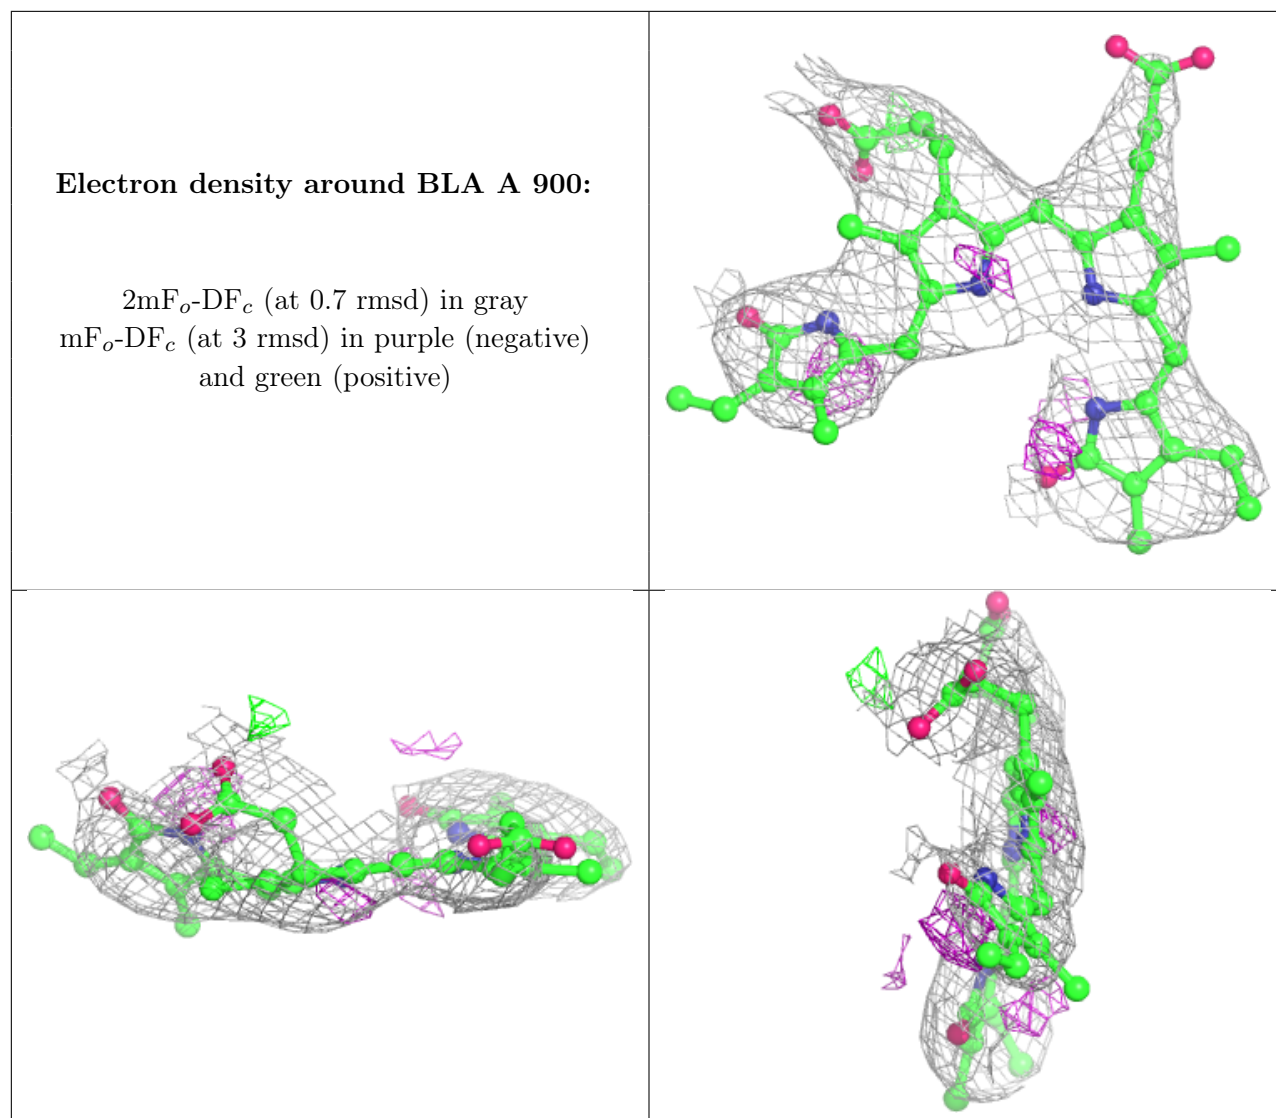 Electron density around BLA A 900:
2mFₒ-DF𝒸 (at 0.7 rmsd) in gray
mFₒ-DF𝒸 (at 3 rmsd) in purple (negative)
and green (positive)